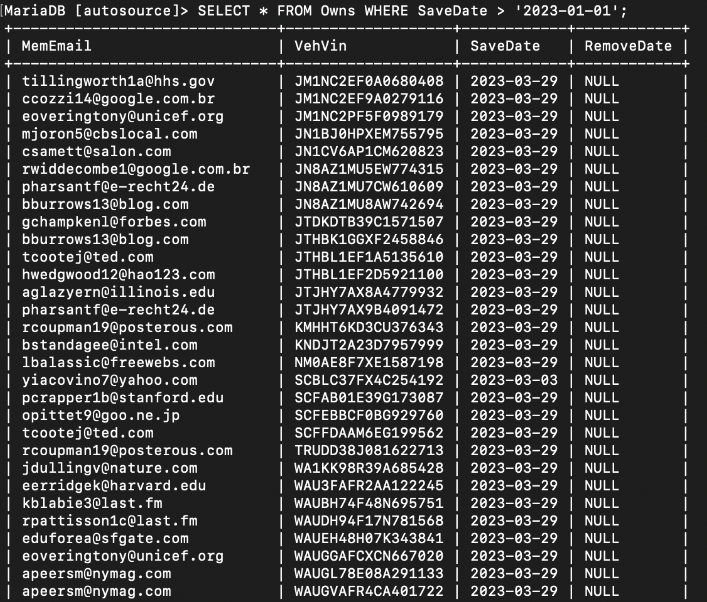 MariaDB [autosource]> SELECT * FROM Owns WHERE SaveDate > '2023-01-01';
+-----------------------------+-------------------+------------+------------+
| MemEmail | VehVin | SaveDate | RemoveDate |
+-----------------------------+-------------------+------------+------------+
| tillingworth1a@hhs.gov | JM1NC2EF0A0680408 | 2023-03-29 | NULL |
| ccozzi14@google.com.br | JM1NC2EF9A0279116 | 2023-03-29 | NULL |
| eoveringtony@unicef.org | JM1NC2PF5F0989179 | 2023-03-29 | NULL |
| mjoron5@cbslocal.com | JN1BJ0HPXEM755795 | 2023-03-29 | NULL |
| csamett@salon.com | JN1CV6AP1CM620823 | 2023-03-29 | NULL |
| rwiddecombe1@google.com.br | JN8AZ1MU5EW774315 | 2023-03-29 | NULL |
| pharsantf@e-recht24.de | JN8AZ1MU7CW610609 | 2023-03-29 | NULL |
| bburrows13@blog.com | JN8AZ1MU8AW742694 | 2023-03-29 | NULL |
| gchampkenl@forbes.com | JTDKDTB39C1571507 | 2023-03-29 | NULL |
| bburrows13@blog.com | JTHBK1GGXF2458846 | 2023-03-29 | NULL |
| tcootej@ted.com | JTHBL1EF1A5135610 | 2023-03-29 | NULL |
| hwedgwood12@hao123.com | JTHBL1EF2D5921100 | 2023-03-29 | NULL |
| aglazyern@illinois.edu | JTJHY7AX8A4779932 | 2023-03-29 | NULL |
| pharsantf@e-recht24.de | JTJHY7AX9B4091472 | 2023-03-29 | NULL |
| rcoupman19@posterous.com | KMHHT6KD3CU376343 | 2023-03-29 | NULL |
| bstandagee@intel.com | KNDJT2A23D7957999 | 2023-03-29 | NULL |
| lbalassic@freewebs.com | NM0AE8F7XE1587198 | 2023-03-29 | NULL |
| yiacovino7@yahoo.com | SCBLC37FX4C254192 | 2023-03-03 | NULL |
| pcrapper1b@stanford.edu | SCFAB01E39G173087 | 2023-03-29 | NULL |
| opittet9@goo.ne.jp | SCFEBBCF0BG929760 | 2023-03-29 | NULL |
| tcootej@ted.com | SCFFDAAM6EG199562 | 2023-03-29 | NULL |
| rcoupman19@posterous.com | TRUDD38J081622713 | 2023-03-29 | NULL |
| jdullingv@nature.com | WA1KK98R39A685428 | 2023-03-29 | NULL |
| eerridgek@harvard.edu | WAU3FAFR2AA122245 | 2023-03-29 | NULL |
| kblabie3@last.fm | WAUBH74F48N695751 | 2023-03-29 | NULL |
| rpattisson1c@last.fm | WAUDH94F17N781568 | 2023-03-29 | NULL |
| eduforea@sfgate.com | WAUEH48H07K343841 | 2023-03-29 | NULL |
| eoveringtony@unicef.org | WAUGGAFCXCN667020 | 2023-03-29 | NULL |
| apeersm@nymag.com | WAUGL78E08A291133 | 2023-03-29 | NULL |
| apeersm@nymag.com | WAUGVAFR4CA401722 | 2023-03-29 | NULL |